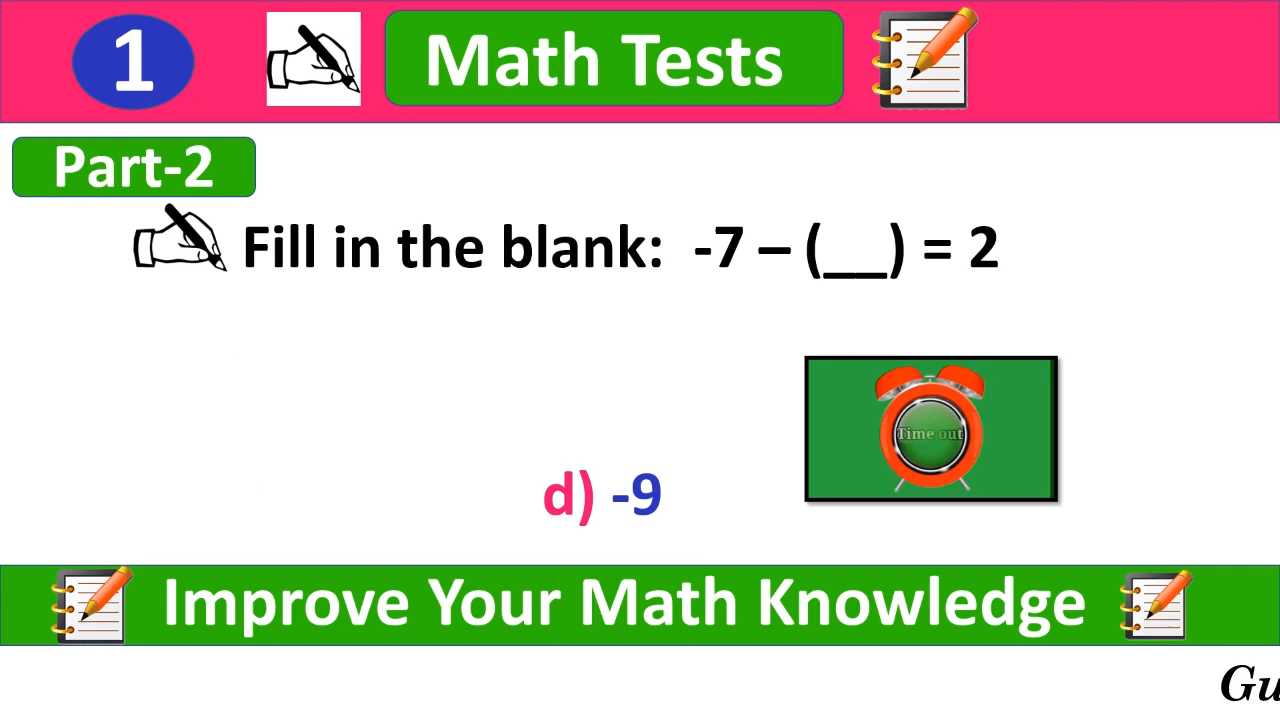 1 Math Tests
Part-2
Fill in the blank: -7 – (__) = 2
Time out
d) -9
Improve Your Math Knowledge
Gu